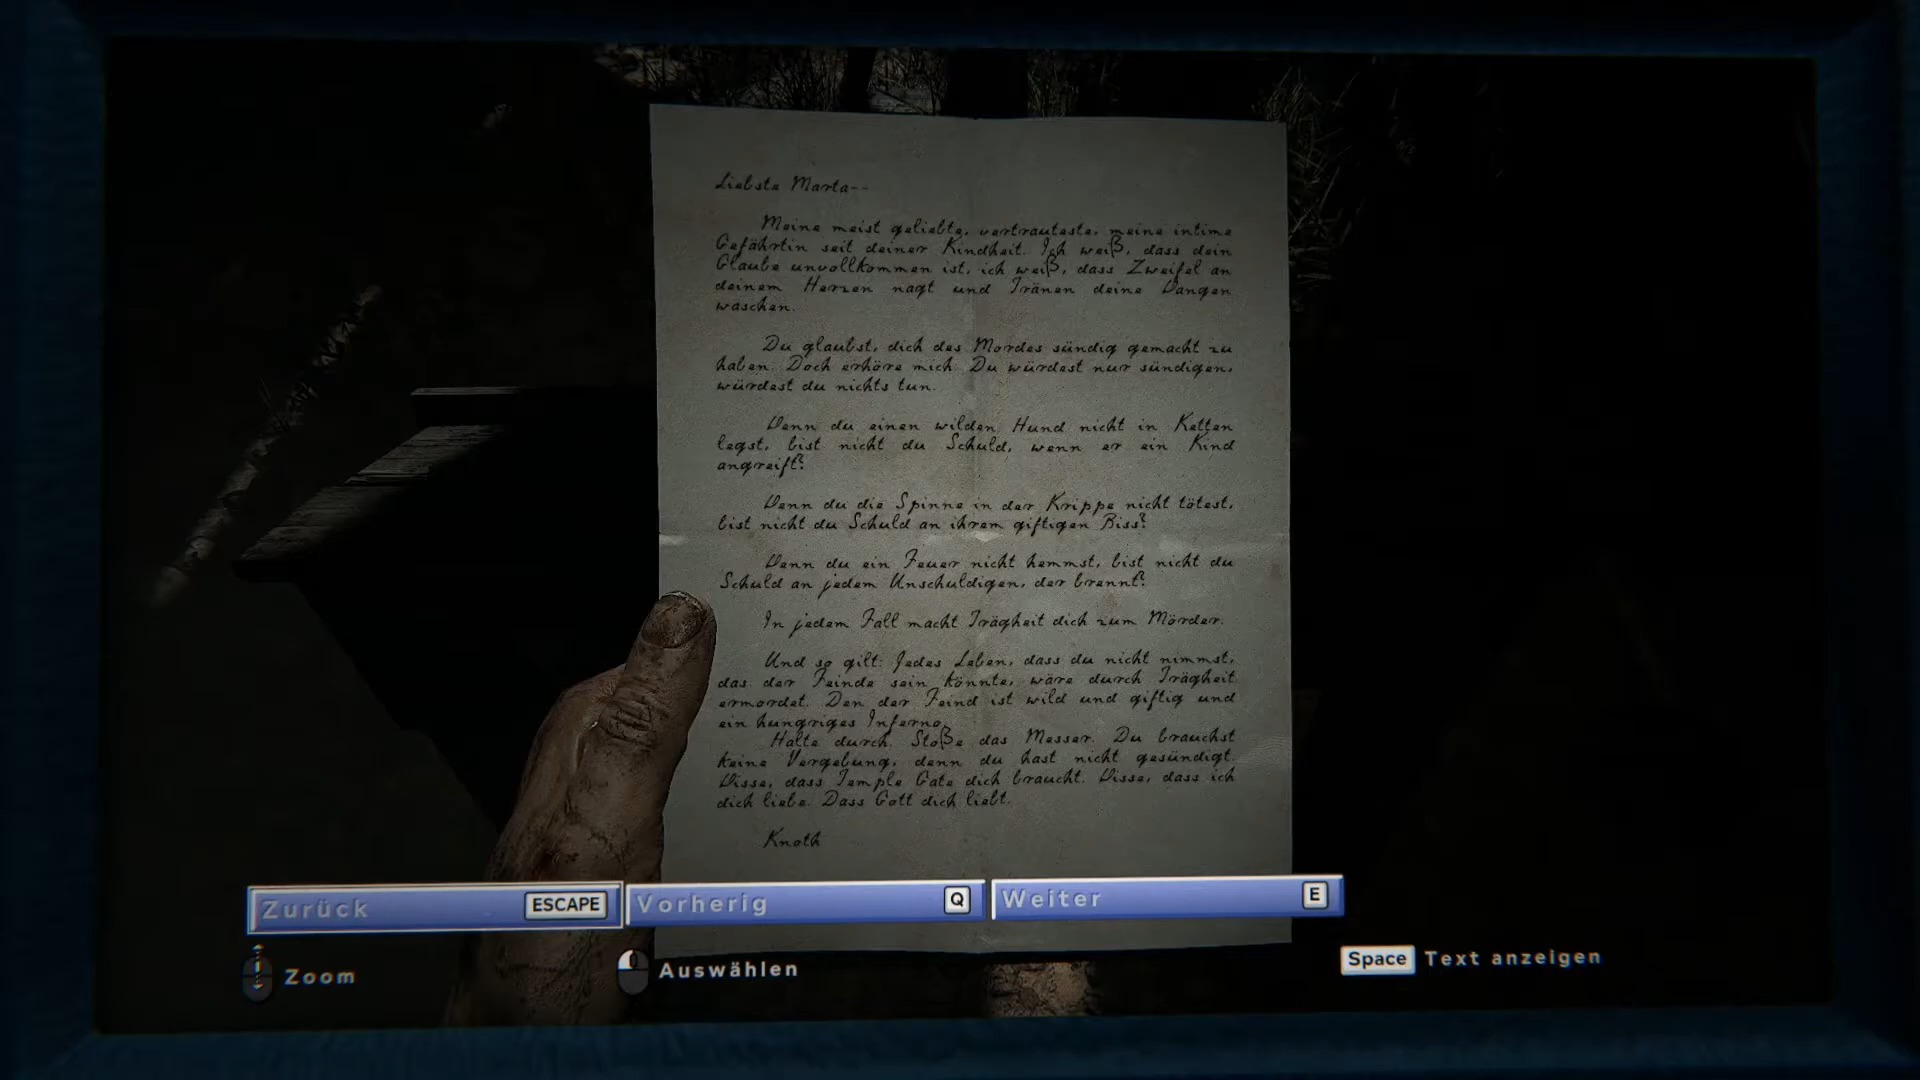 Liebste Marta--
Meine meist geliebte, vertrauteste, meine intime
Gefährtin seit deiner Kindheit. Ich weiß, dass dein
Glaube unvollkommen ist, ich weiß, dass Zweifel an
deinem Herzen nagt und Tränen deine Wangen
waschen.
Du glaubst, dich des Mordes sündig gemacht zu
haben. Doch erhöre mich. Du würdest nur sündigen,
würdest du nichts tun.
Wenn du einen wilden Hund nicht in Ketten
legst, bist nicht du Schuld, wenn er ein Kind
angreift?
Wenn du die Spinne in der Krippe nicht tötest,
bist nicht du Schuld an ihrem giftigen Biss?
Wenn du ein Feuer nicht hemmst, bist nicht du
Schuld an jedem Unschuldigen, der brennt?
In jedem Fall macht Trägheit dich zum Mörder.
Und so gilt: Jedes Leben, dass du nicht nimmst,
das der Feinde sein könnte, wäre durch Trägheit
ermordet. Den der Feind ist wild und giftig und
ein hungriges Inferno.
Halte durch. Stoße das Messer. Du brauchst
keine Vergebung, denn du hast nicht gesündigt.
Wisse, dass Temple Gate dich braucht. Wisse, dass ich
dich liebe. Dass Gott dich liebt.
Knoth
Zurück ESCAPE Vorherig Q Weiter E
Zoom Auswählen Space Text anzeigen